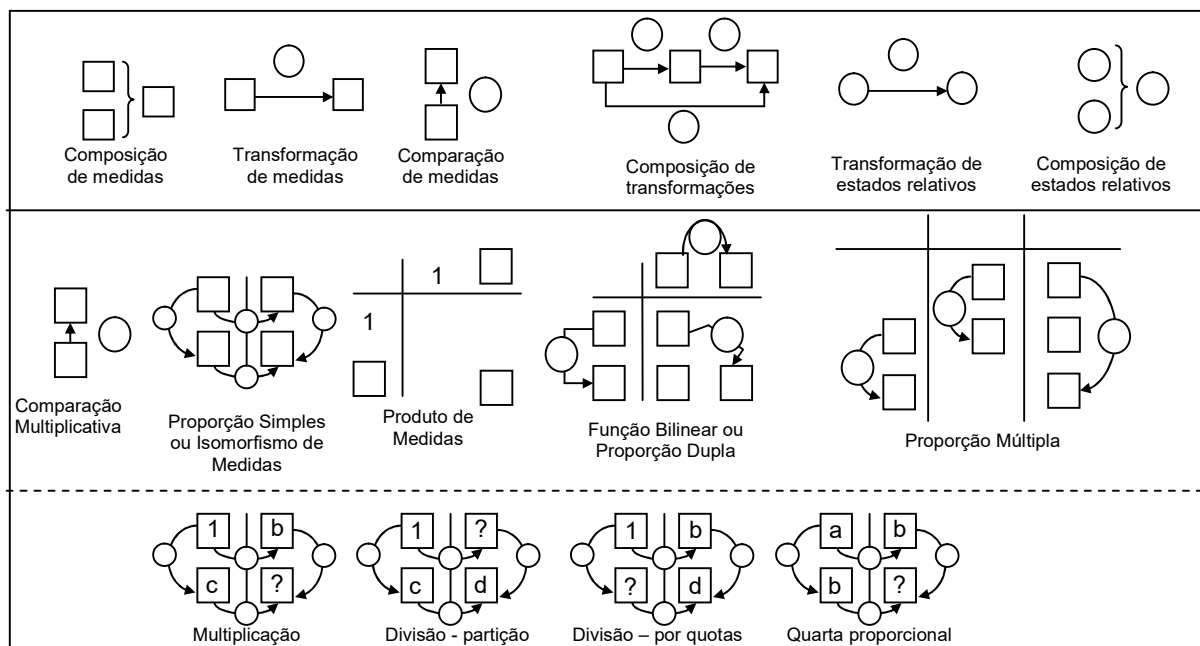 Composição
de medidas
Transformação
de medidas
Comparação
de medidas
Composição de
transformações
Transformação de
estados relativos
Composição de
estados relativos
1
1
Comparação
Multiplicativa
Proporção Simples
ou Isomorfismo de
Medidas
Produto de
Medidas
Função Bilinear ou
Proporção Dupla
Proporção Múltipla
1 b
c ?
Multiplicação
1 ?
c d
Divisão - partição
1 b
? d
Divisão – por quotas
a b
b ?
Quarta proporcional